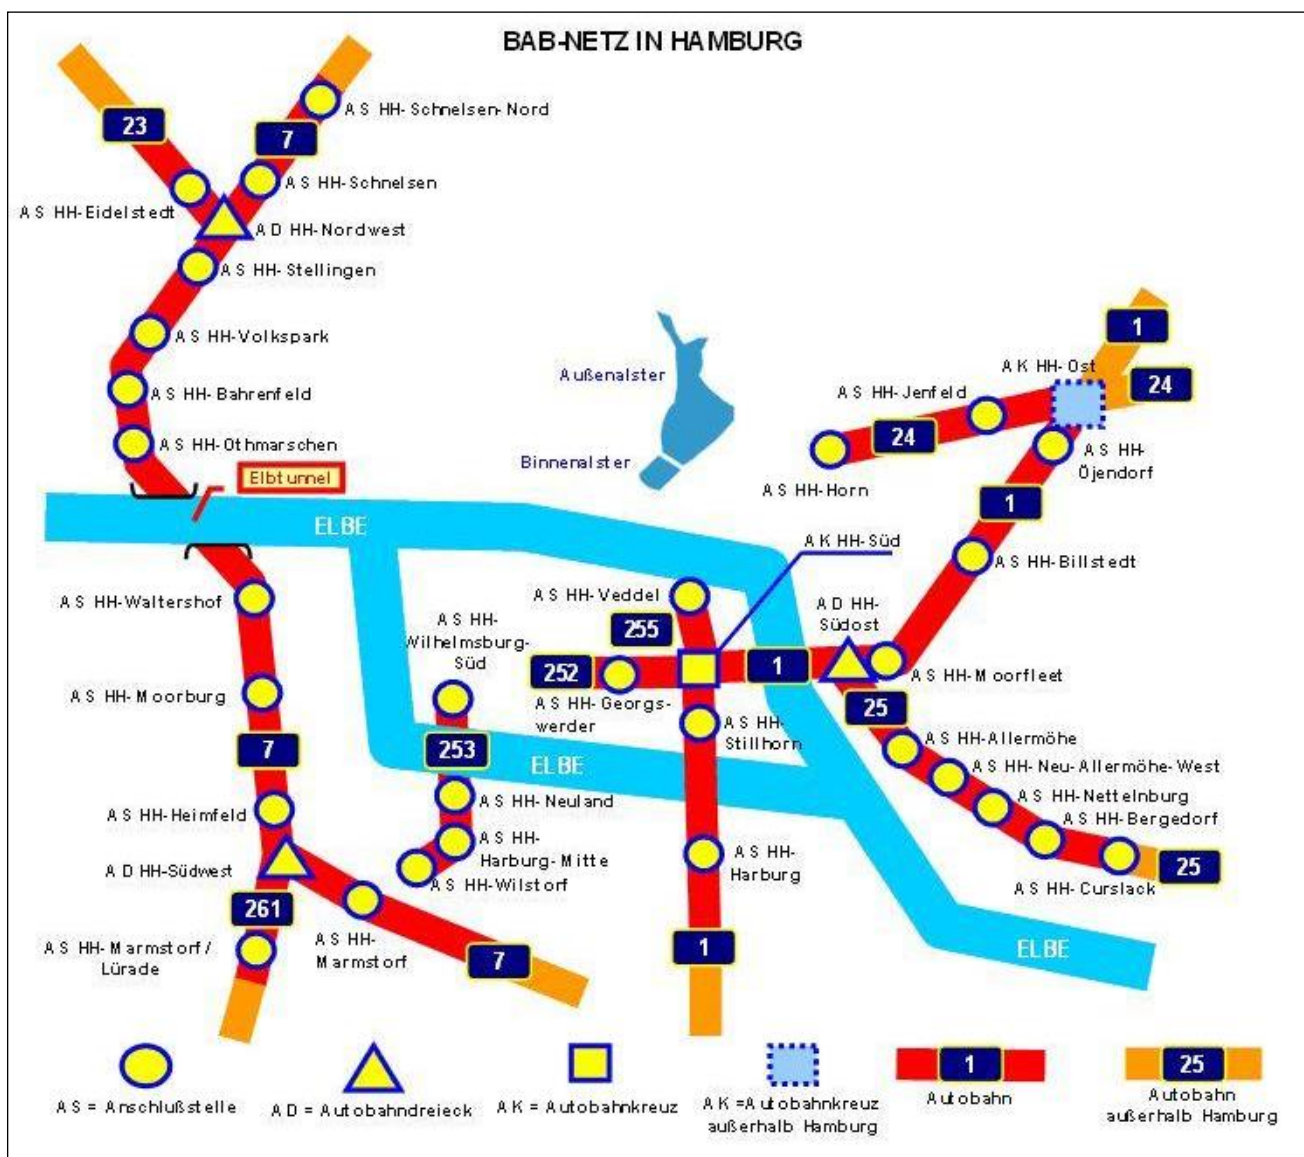 BAB-NETZ IN HAMBURG
23
7
AS HH-Schnelsen-Nord
AS HH-Schnelsen
AS HH-Eidelstedt
AD HH-Nordwest
AS HH-Stellingen
AS HH-Volkspark
AS HH-Bahrenfeld
AS HH-Othmarschen
Elbtunnel
ELBE
Außenalster
Binnenalster
1
AK HH-Ost
24
AS HH-Jenfeld
24
AS HH-Horn
AS HH-
Öjendorf
1
AS HH-Billstedt
AK HH-Süd
AS HH-Waltershof
AS HH-Moorburg
7
AS HH-Heimfeld
AD HH-Südwest
261
AS HH-Marmstorf/
Lürade
AS HH-
Marmstorf
7
AS HH-
Wilhelmsburg-
Süd
253
AS HH-Neuland
AS HH-
Harburg-Mitte
AS HH-Wilstorf
AS HH-Veddel
255
252
AS HH-Georgs-
werder
AS HH-
Stillhorn
ELBE
AS HH-
Harburg
1
1
AD HH-
Südost
AS HH-Moorfleet
25
AS HH-Allermöhe
AS HH-Neu-Allermöhe-West
AS HH-Nettelnburg
AS HH-Bergedorf
AS HH-Curslack
25
ELBE
AS = Anschlußstelle
AD = Autobahndreieck
AK = Autobahnkreuz
AK =Autobahnkreuz
außerhalb Hamburg
1
Autobahn
25
Autobahn
außerhalb Hamburg